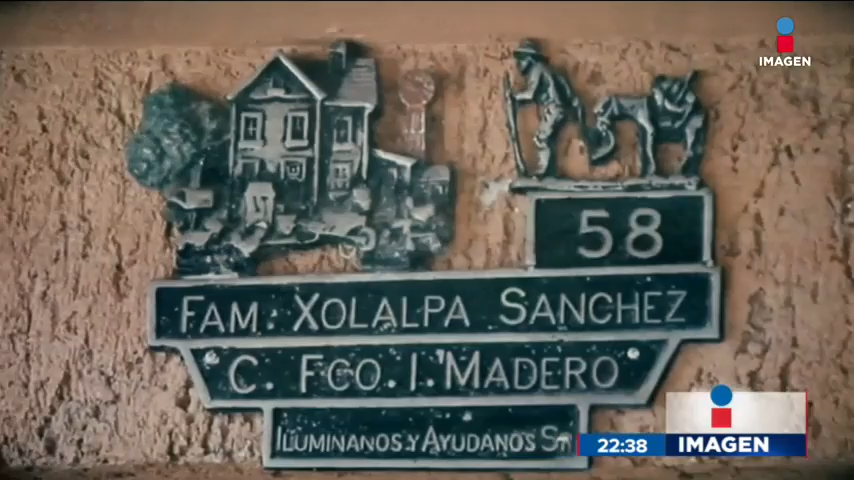 IMAGEN
58
FAM. XOLALPA SANCHEZ
C. FCO. I. MADERO
ILUMINANOS Y AYUDANOS
22:38 IMAGEN